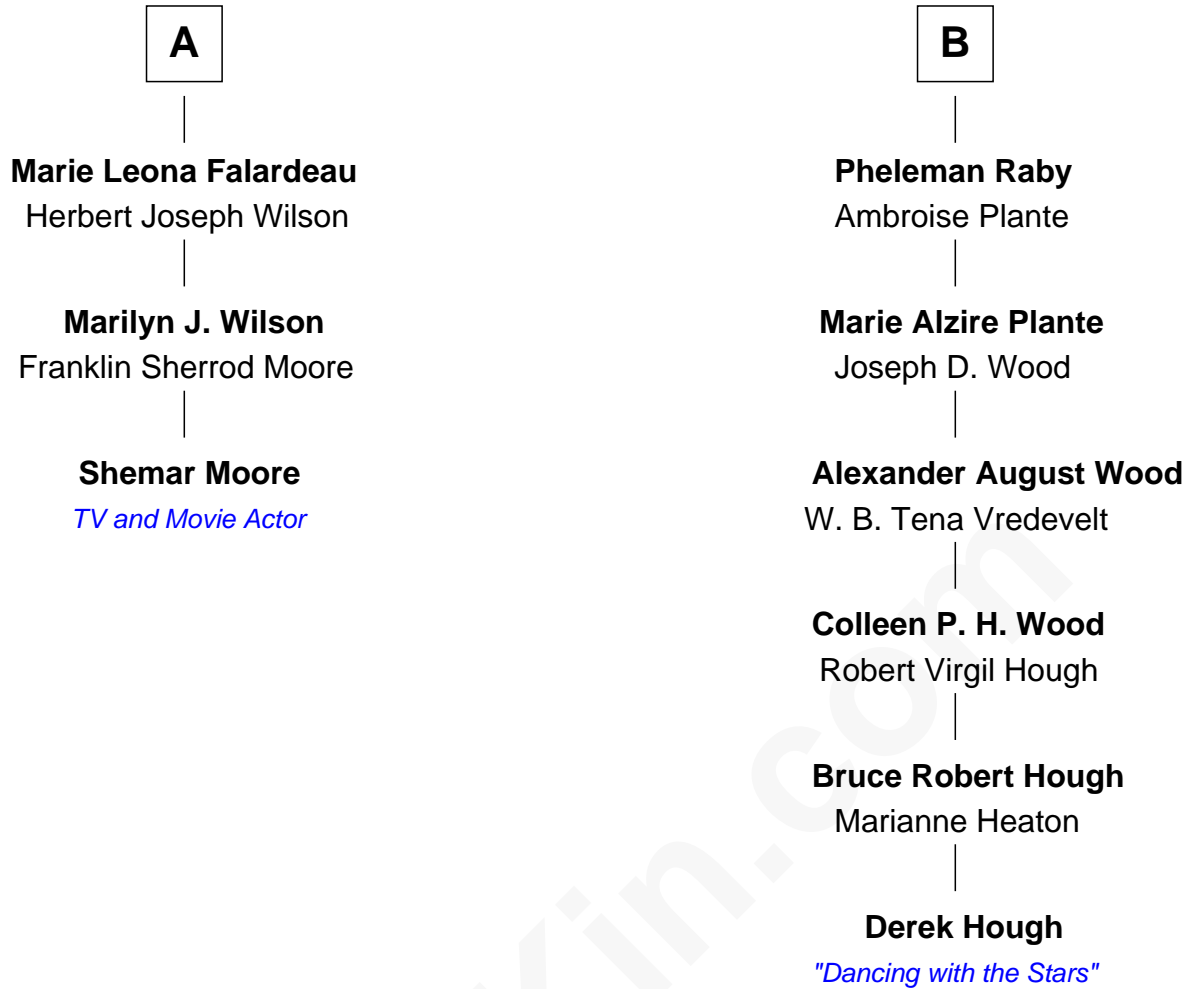 A
Marie Leona Falardeau
Herbert Joseph Wilson
Marilyn J. Wilson
Franklin Sherrod Moore
Shemar Moore
TV and Movie Actor
B
Pheleman Raby
Ambroise Plante
Marie Alzire Plante
Joseph D. Wood
Alexander August Wood
W. B. Tena Vredevelt
Colleen P. H. Wood
Robert Virgil Hough
Bruce Robert Hough
Marianne Heaton
Derek Hough
"Dancing with the Stars"
Kin.com